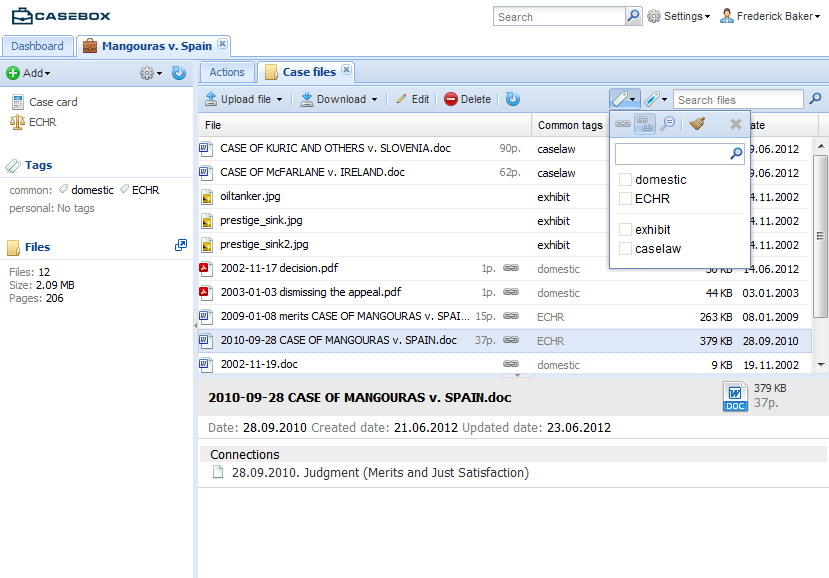 CASEBOX
Search
Settings
Frederick Baker
Dashboard
Mangouras v. Spain
Add
Case card
ECHR
Tags
common: domestic ECHR
personal: No tags
Files
Files: 12
Size: 2.09 MB
Pages: 206
Actions
Case files
Upload file
Download
Edit
Delete
Search files
File Common tags ate
CASE OF KURIC AND OTHERS v. SLOVENIA.doc 90p. caselaw 9.06.2012
CASE OF McFARLANE v. IRELAND.doc 62p. caselaw 5.06.2012
oiltanker.jpg exhibit 4.11.2002
prestige_sink.jpg exhibit 4.11.2002
prestige_sink2.jpg exhibit 4.11.2002
2002-11-17 decision.pdf 1p. domestic KB 14.06.2012
2003-01-03 dismissing the appeal.pdf 1p. domestic 44 KB 03.01.2003
2009-01-08 merits CASE OF MANGOURAS v. SPAI... 15p. ECHR 263 KB 08.01.2009
2010-09-28 CASE OF MANGOURAS v. SPAIN.doc 37p. ECHR 379 KB 28.09.2010
2002-11-19.doc domestic 9 KB 19.11.2002
domestic
ECHR
exhibit
caselaw
2010-09-28 CASE OF MANGOURAS v. SPAIN.doc
DOC
379 KB
37p.
Date: 28.09.2010 Created date: 21.06.2012 Updated date: 23.06.2012
Connections
28.09.2010. Judgment (Merits and Just Satisfaction)